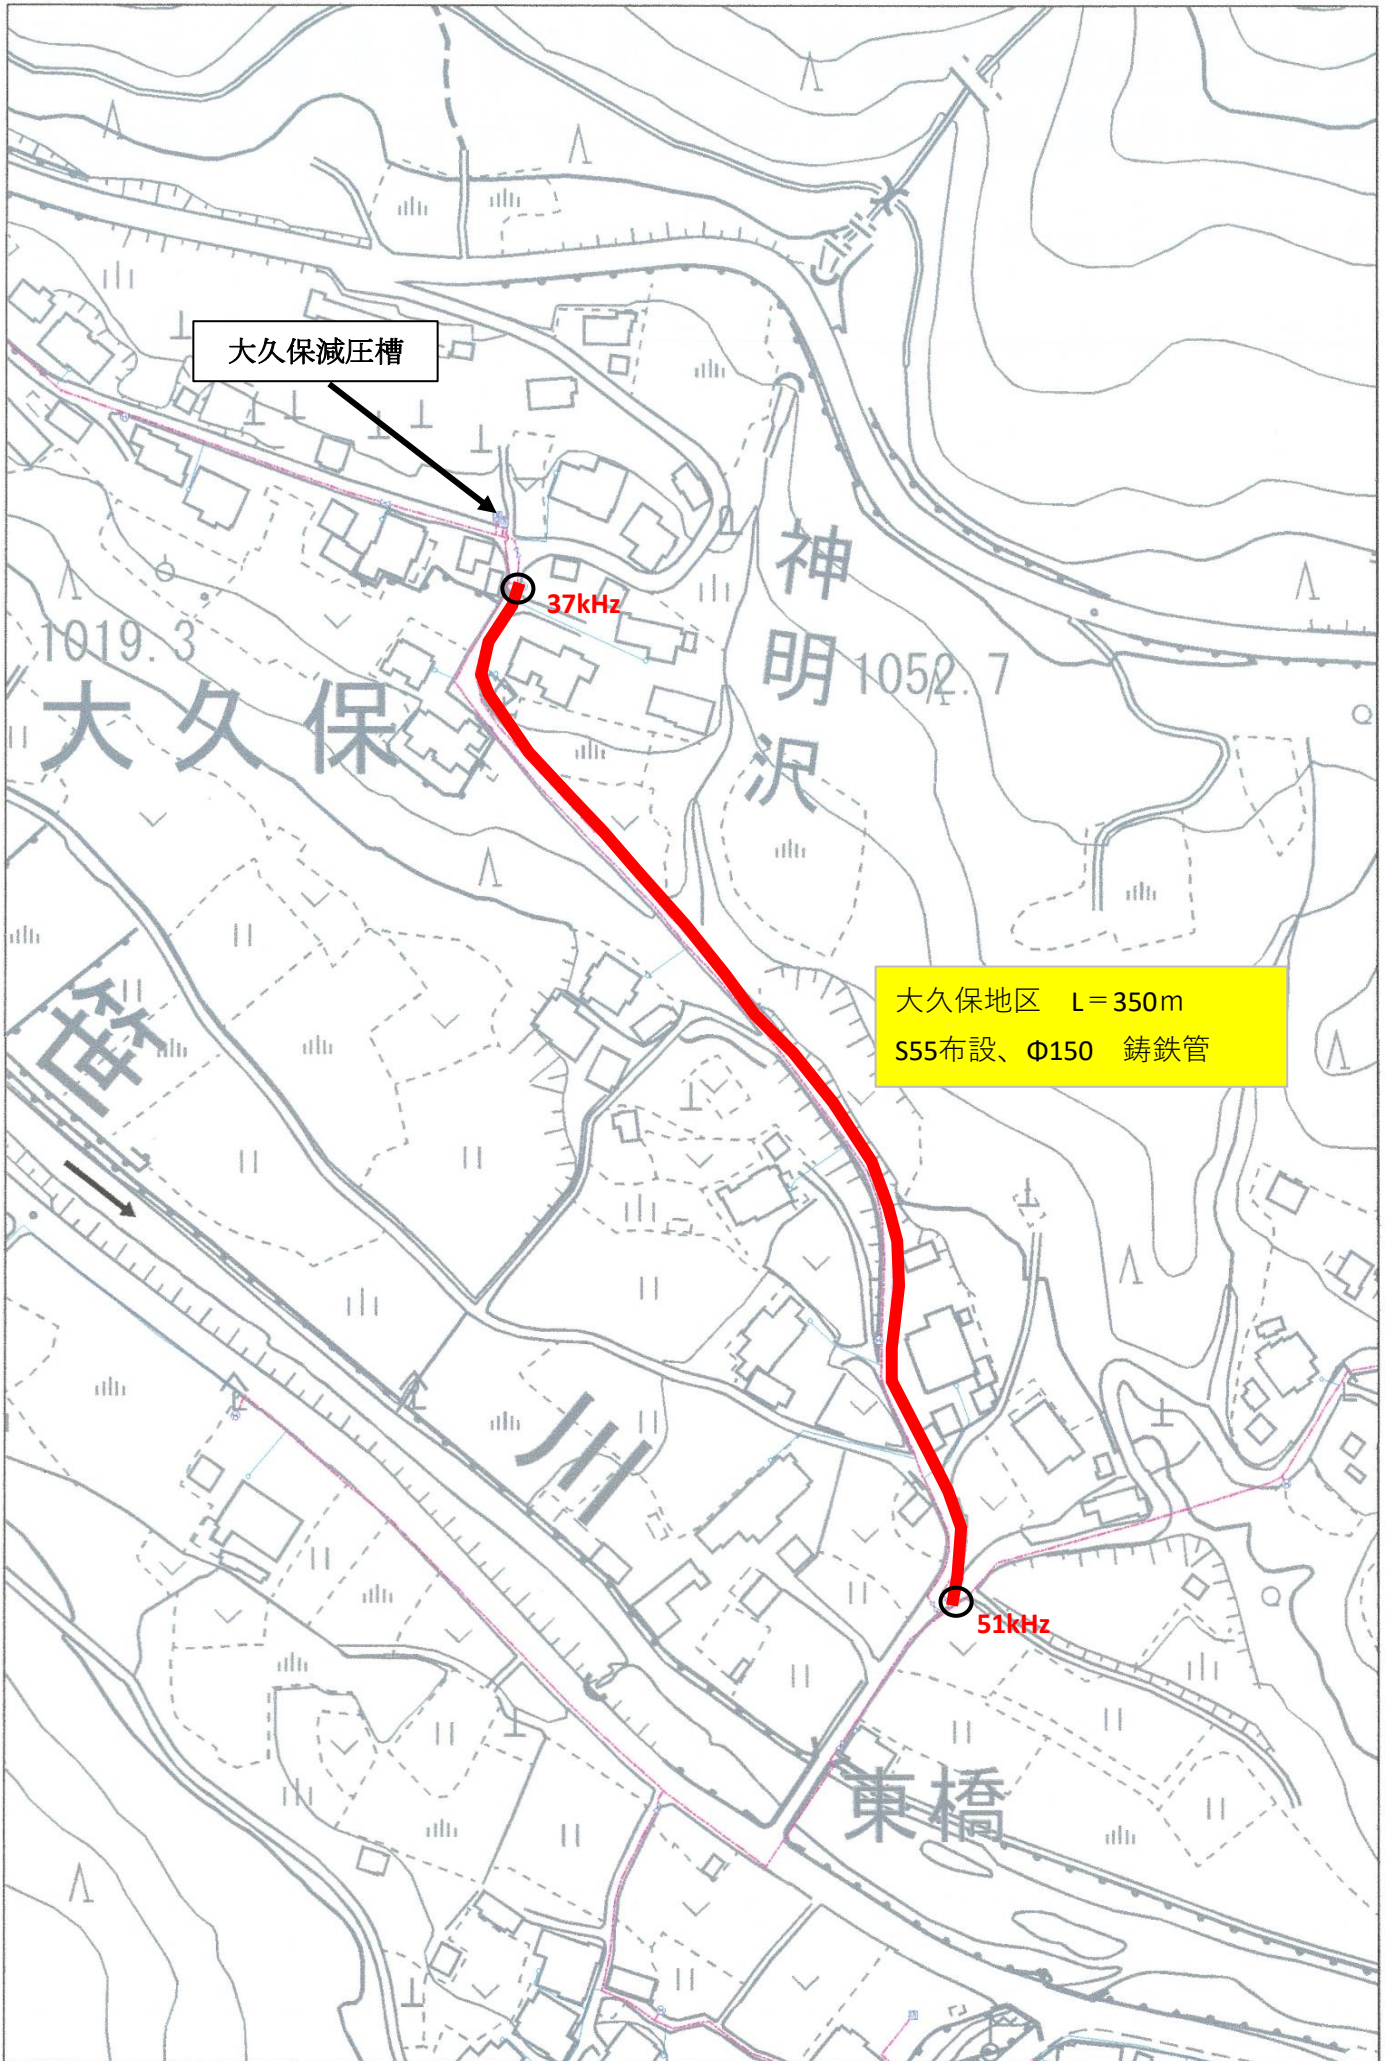 大久保減圧槽
37kHz
神明沢
1019.3
1052.7
大久保
大久保地区　L＝350m
S55布設、Φ150　鋳鉄管
笹川
51kHz
東橋